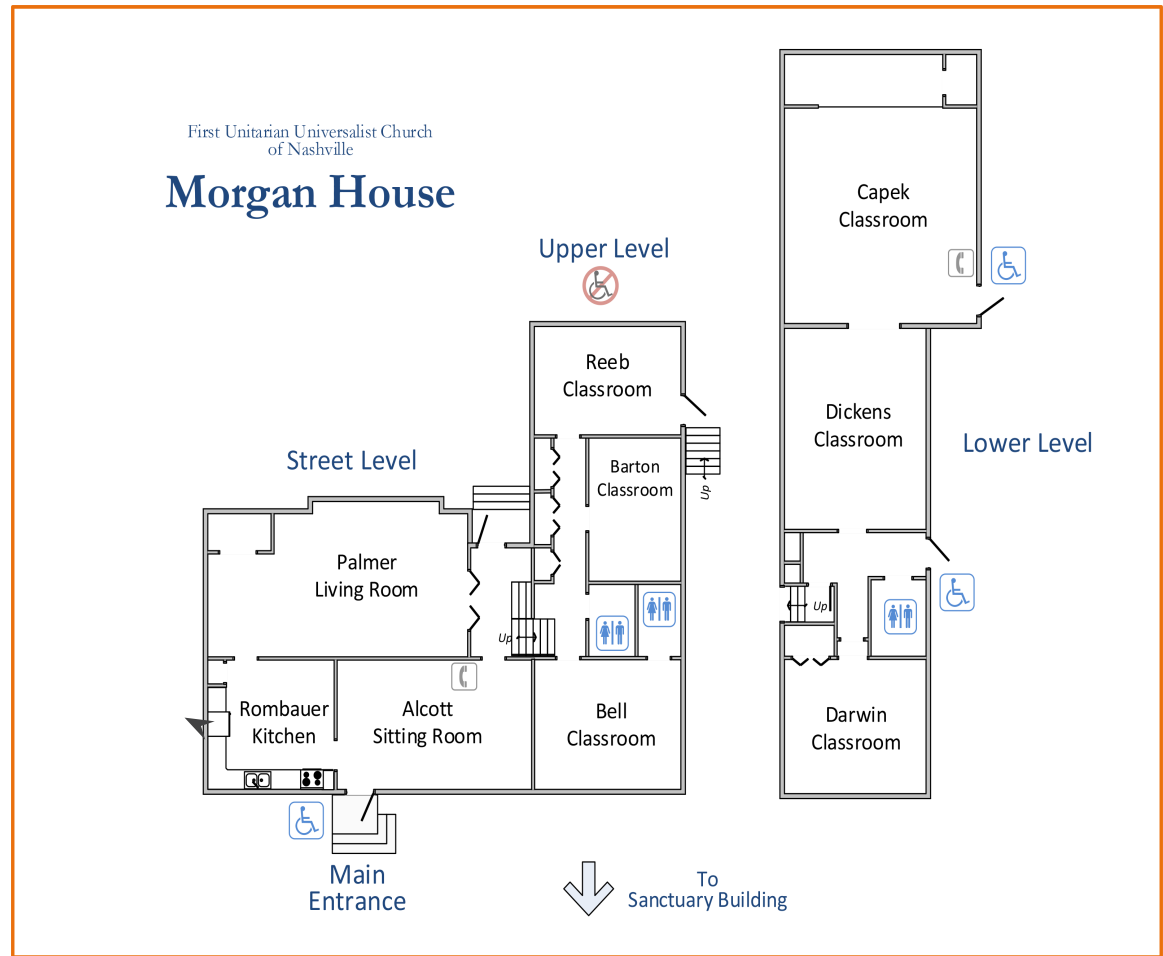 First Unitarian Universalist Church
of Nashville
Morgan House
Upper Level
Reeb
Classroom
Barton
Classroom
Up
Street Level
Palmer
Living Room
Up
Rombauer
Kitchen
Alcott
Sitting Room
Bell
Classroom
Main
Entrance
To
Sanctuary Building
Capek
Classroom
Dickens
Classroom
Lower Level
Up
Darwin
Classroom